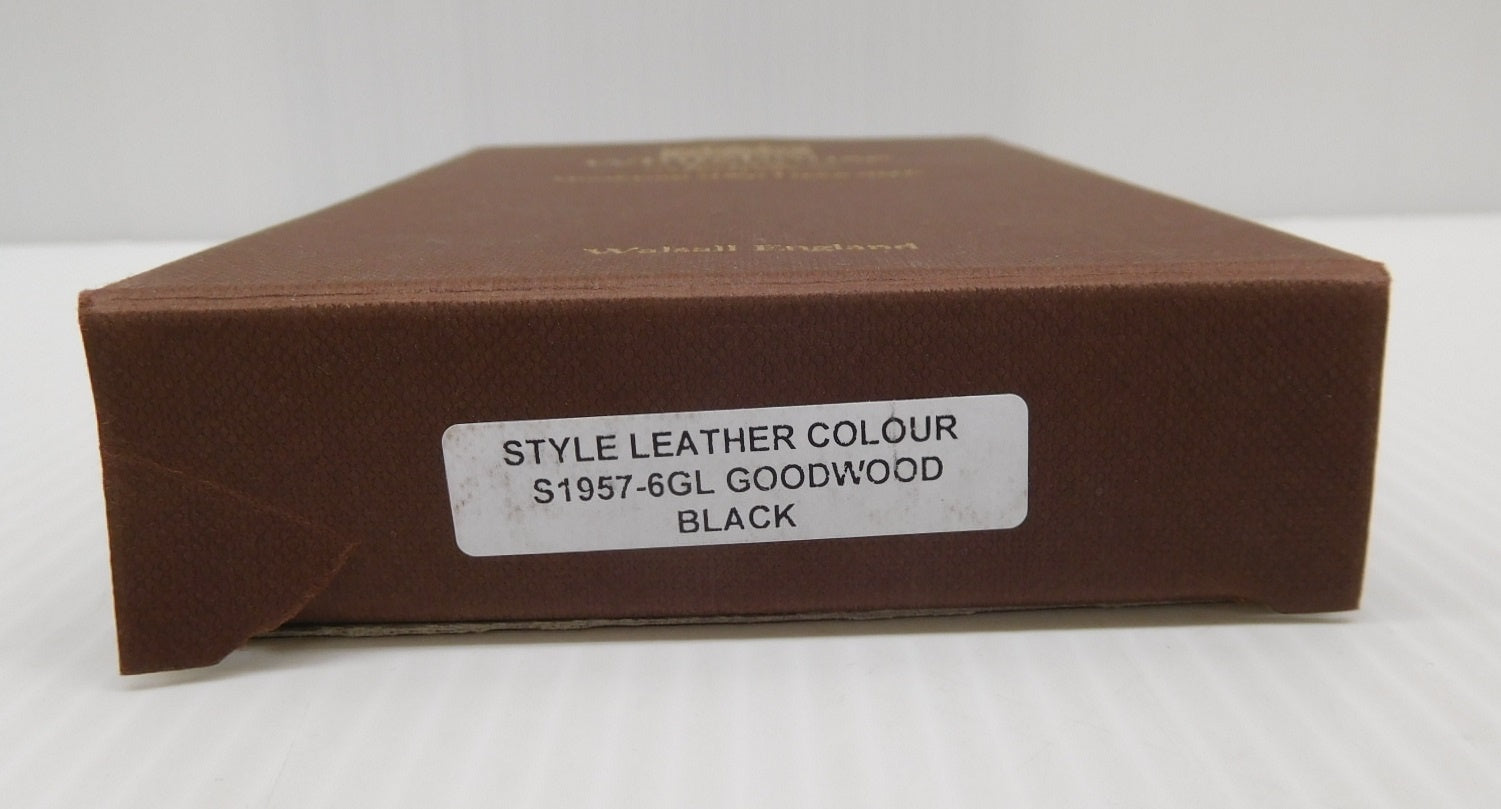 Walsall England
STYLE LEATHER COLOUR
S1957-6GL GOODWOOD
BLACK